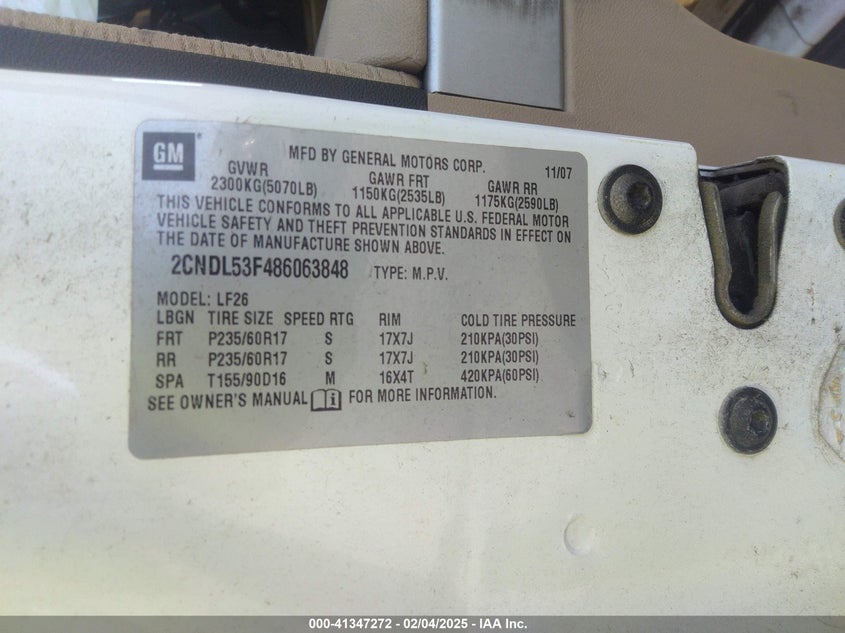 GM
MFD BY GENERAL MOTORS CORP. 11/07
GVWR GAWR FRT GAWR RR
2300KG(5070LB) 1150KG(2535LB) 1175KG(2590LB)
THIS VEHICLE CONFORMS TO ALL APPLICABLE U.S. FEDERAL MOTOR
VEHICLE SAFETY AND THEFT PREVENTION STANDARDS IN EFFECT ON
THE DATE OF MANUFACTURE SHOWN ABOVE.
2CNDL53F486063848 TYPE: M.P.V.
MODEL: LF26
LBGN TIRE SIZE SPEED RTG RIM COLD TIRE PRESSURE
FRT P235/60R17 S 17X7J 210KPA(30PSI)
RR P235/60R17 S 17X7J 210KPA(30PSI)
SPA T155/90D16 M 16X4T 420KPA(60PSI)
SEE OWNER'S MANUAL i FOR MORE INFORMATION.
000-41347272 — 02/04/2025 — IAA Inc.